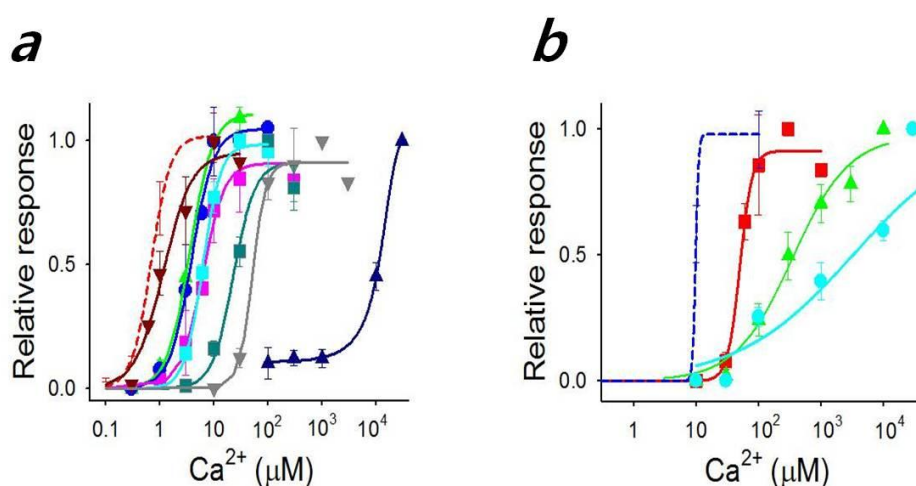 a
b
Relative response
1.0
0.5
0.0
0.1 1 10 10² 10³ 10⁴
Ca²⁺ (μM)
Relative response
1.0
0.5
0.0
1 10 10² 10³ 10⁴
Ca²⁺ (μM)